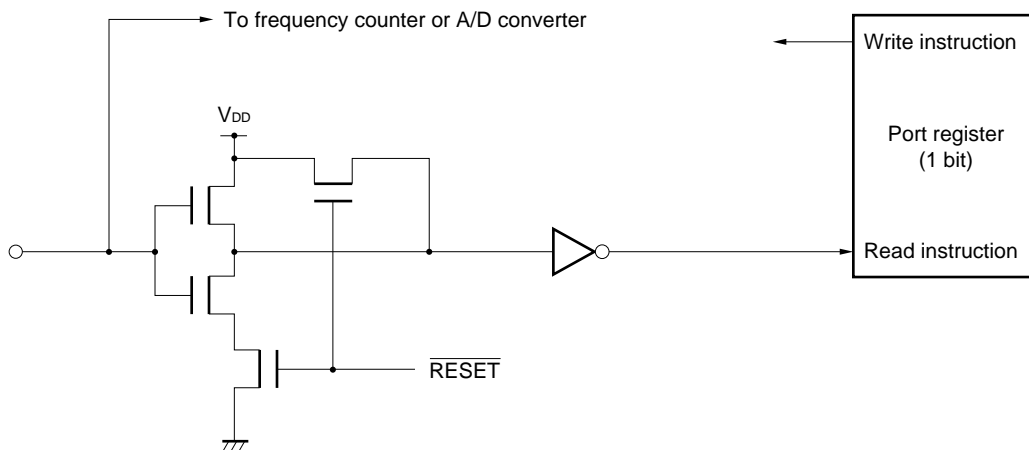 To frequency counter or A/D converter
Write instruction
VDD
Port register
(1 bit)
Read instruction
RESET